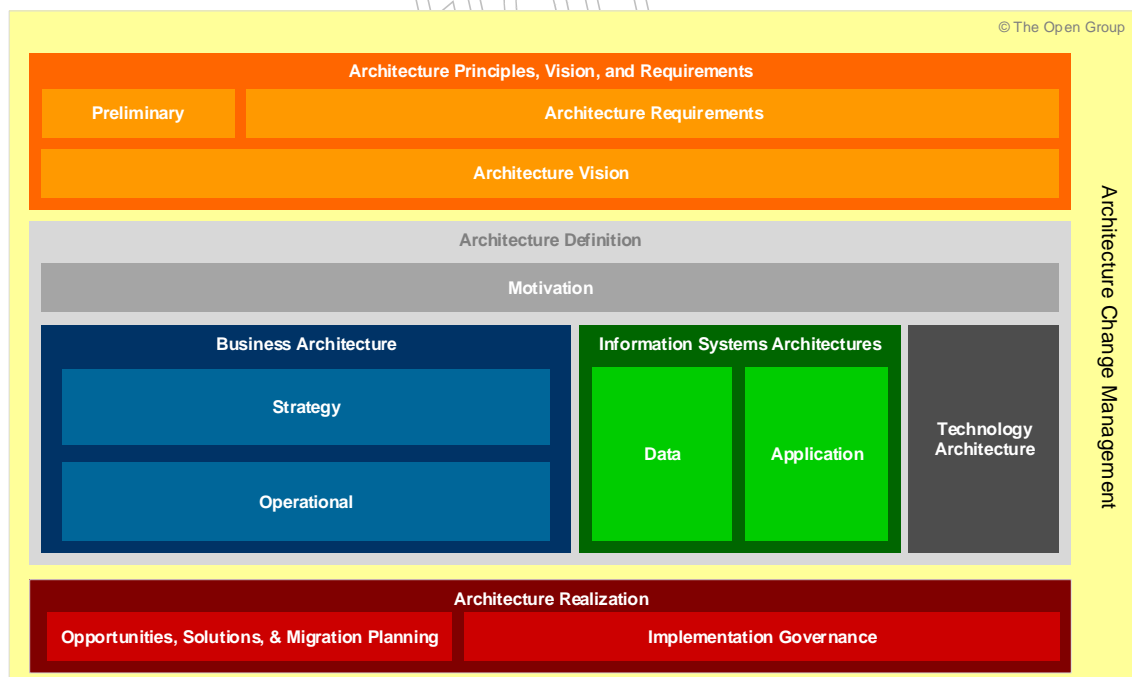 © The Open Group
Architecture Principles, Vision, and Requirements
Preliminary
Architecture Requirements
Architecture Vision
Architecture Definition
Motivation
Business Architecture
Strategy
Operational
Information Systems Architectures
Data
Application
Technology
Architecture
Architecture Realization
Opportunities, Solutions, & Migration Planning
Implementation Governance
Architecture Change Management